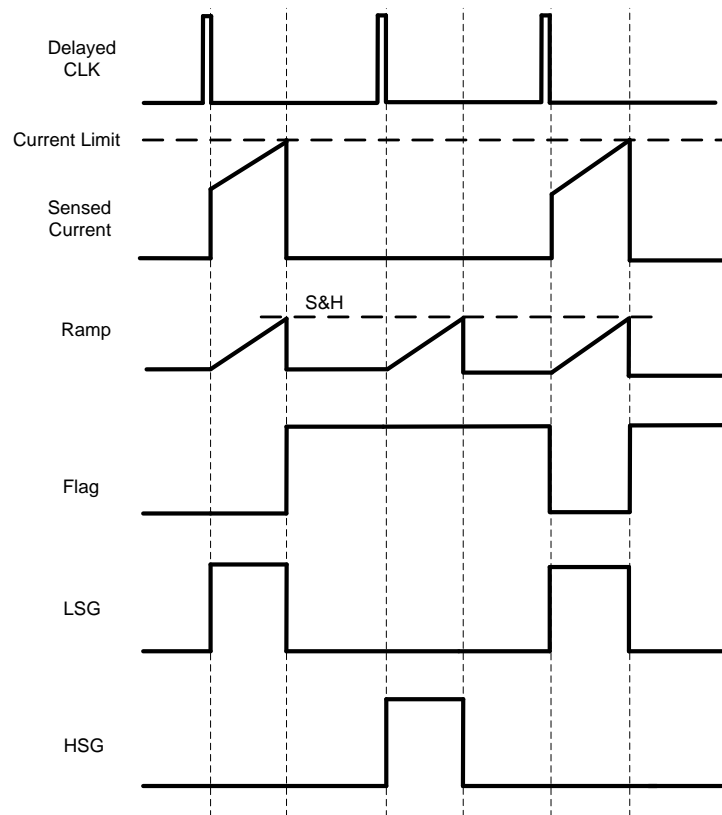 Delayed
CLK
Current Limit
Sensed
Current
S&H
Ramp
Flag
LSG
HSG